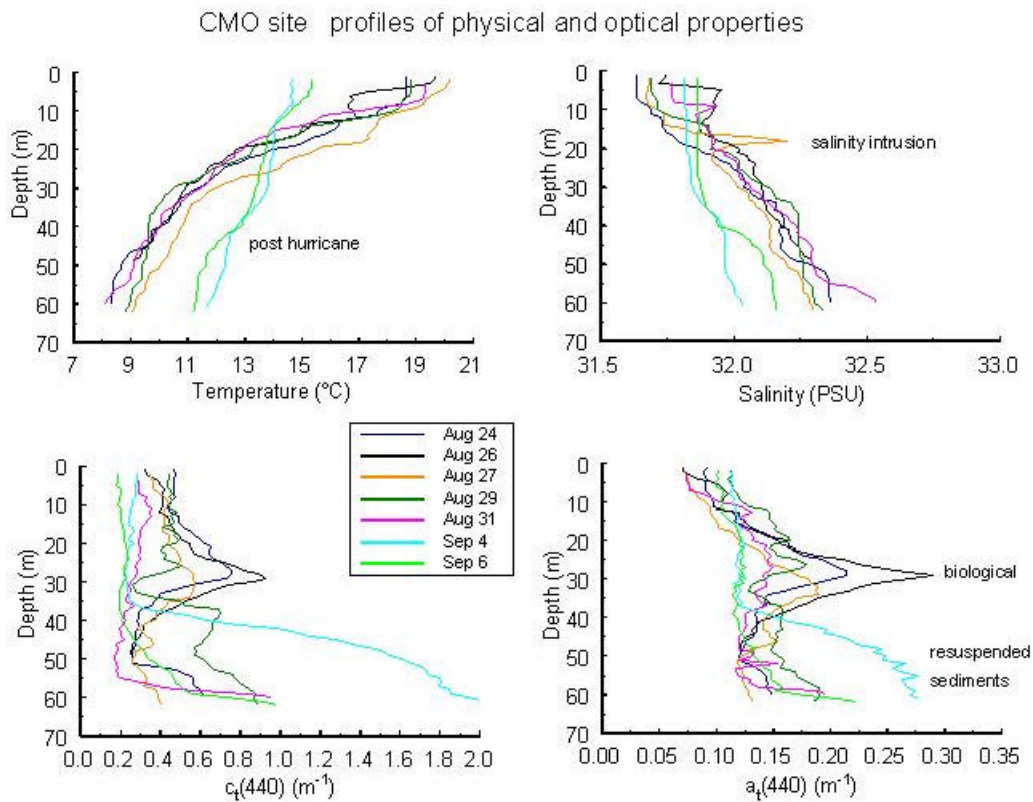 CMO site profiles of physical and optical properties
0
10
20
30
40
50
60
70
Depth (m)
7 9 11 13 15 17 19 21
Temperature (°C)
post hurricane
0
10
20
30
40
50
60
70
Depth (m)
31.5 32.0 32.5 33.0
Salinity (PSU)
salinity intrusion
0
10
20
30
40
50
60
70
Depth (m)
0.0 0.2 0.4 0.6 0.8 1.0 1.2 1.4 1.6 1.8 2.0
cₜ(440) (m⁻¹)
Aug 24
Aug 26
Aug 27
Aug 29
Aug 31
Sep 4
Sep 6
0
10
20
30
40
50
60
70
Depth (m)
0.00 0.05 0.10 0.15 0.20 0.25 0.30 0.35
aₜ(440) (m⁻¹)
biological
resuspended
sediments